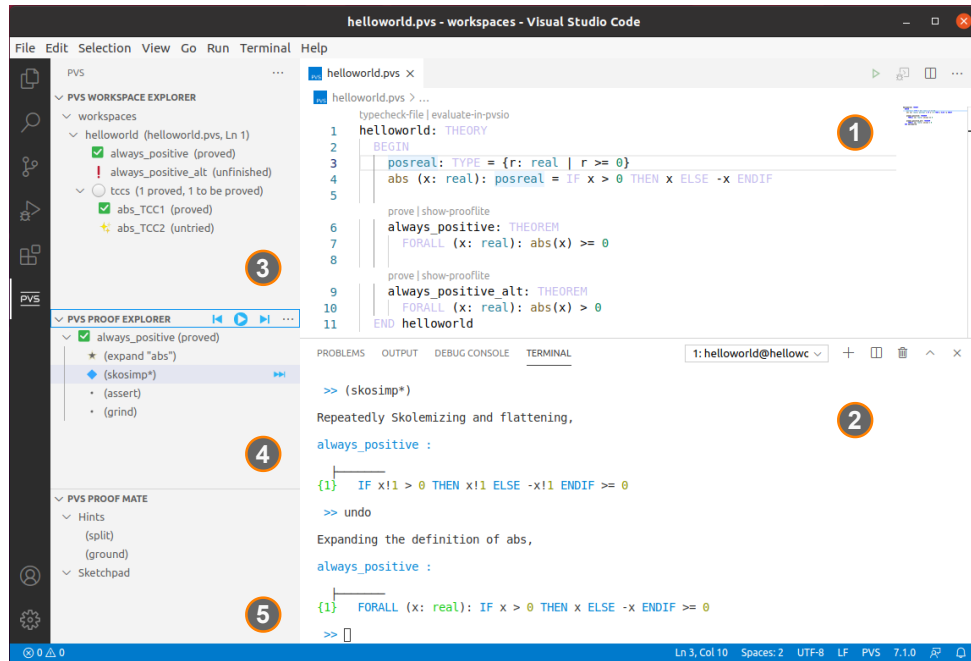 helloworld.pvs - workspaces - Visual Studio Code
File Edit Selection View Go Run Terminal Help
PVS
PVS WORKSPACE EXPLORER
workspaces
helloworld (helloworld.pvs, Ln 1)
always_positive (proved)
always_positive_alt (unfinished)
tccs (1 proved, 1 to be proved)
abs_TCC1 (proved)
abs_TCC2 (untried)
3
PVS
PVS PROOF EXPLORER
always_positive (proved)
(expand "abs")
(skosimp*)
(assert)
(grind)
4
PVS PROOF MATE
Hints
(split)
(ground)
Sketchpad
5
helloworld.pvs
helloworld.pvs > ...
typecheck-file | evaluate-in-pvsio
1 helloworld: THEORY
2 BEGIN
3 posreal: TYPE = {r: real | r >= 0}
4 abs (x: real): posreal = IF x > 0 THEN x ELSE -x ENDIF
5
prove | show-prooflite
6 always_positive: THEOREM
7 FORALL (x: real): abs(x) >= 0
8
prove | show-prooflite
9 always_positive_alt: THEOREM
10 FORALL (x: real): abs(x) > 0
11 END helloworld
1
PROBLEMS OUTPUT DEBUG CONSOLE TERMINAL 1: helloworld@hellowc
>> (skosimp*)
Repeatedly Skolemizing and flattening,
always_positive :
{1} IF x!1 > 0 THEN x!1 ELSE -x!1 ENDIF >= 0
>> undo
Expanding the definition of abs,
always_positive :
{1} FORALL (x: real): IF x > 0 THEN x ELSE -x ENDIF >= 0
>>
2
0 0 Ln 3, Col 10 Spaces: 2 UTF-8 LF PVS 7.1.0